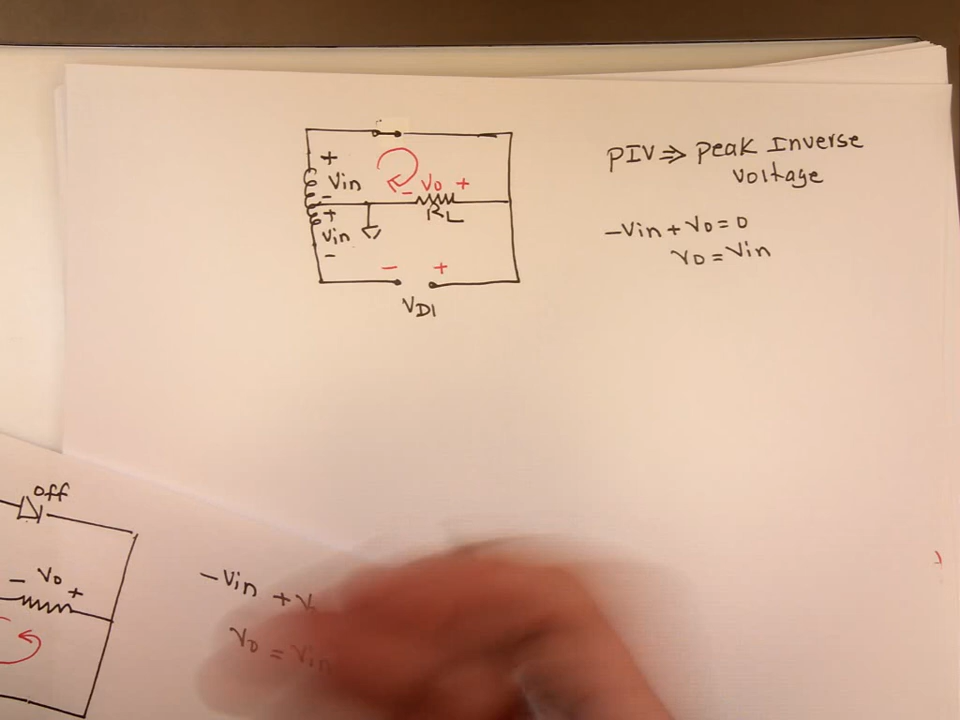 PIV ⇒ Peak Inverse
Voltage
+
Vin
-
- Vo +
RL
+
Vin
-
- +
VD1
-Vin + Vo = 0
Vo = Vin
off
- Vo +
-Vin + V
Vo = Vin